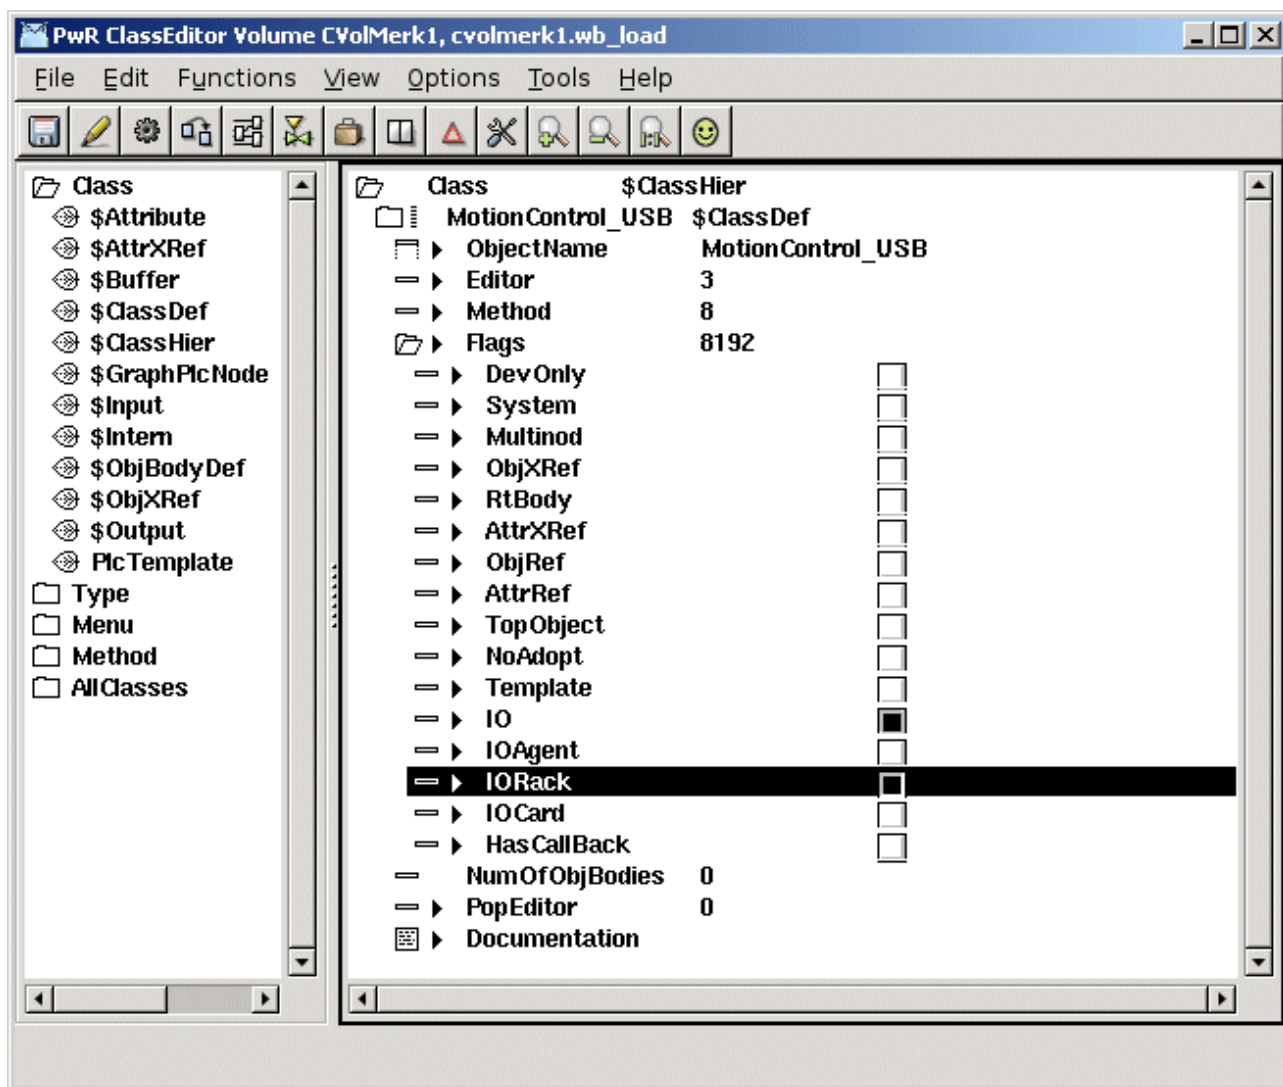 PwR ClassEditor Volume CVolMerk1, cvolmerk1.wb_load
File Edit Functions View Options Tools Help
Class
$Attribute
$AttrXRef
$Buffer
$ClassDef
$ClassHier
$GraphPlcNode
$Input
$Intern
$ObjBodyDef
$ObjXRef
$Output
PlcTemplate
Type
Menu
Method
AllClasses
Class $ClassHier
MotionControl_USB $ClassDef
ObjectName MotionControl_USB
Editor 3
Method 8
Flags 8192
DevOnly
System
Multinod
ObjXRef
RtBody
AttrXRef
ObjRef
AttrRef
TopObject
NoAdopt
Template
IO
IOAgent
IORack
IOCard
HasCallBack
NumOfObjBodies 0
PopEditor 0
Documentation